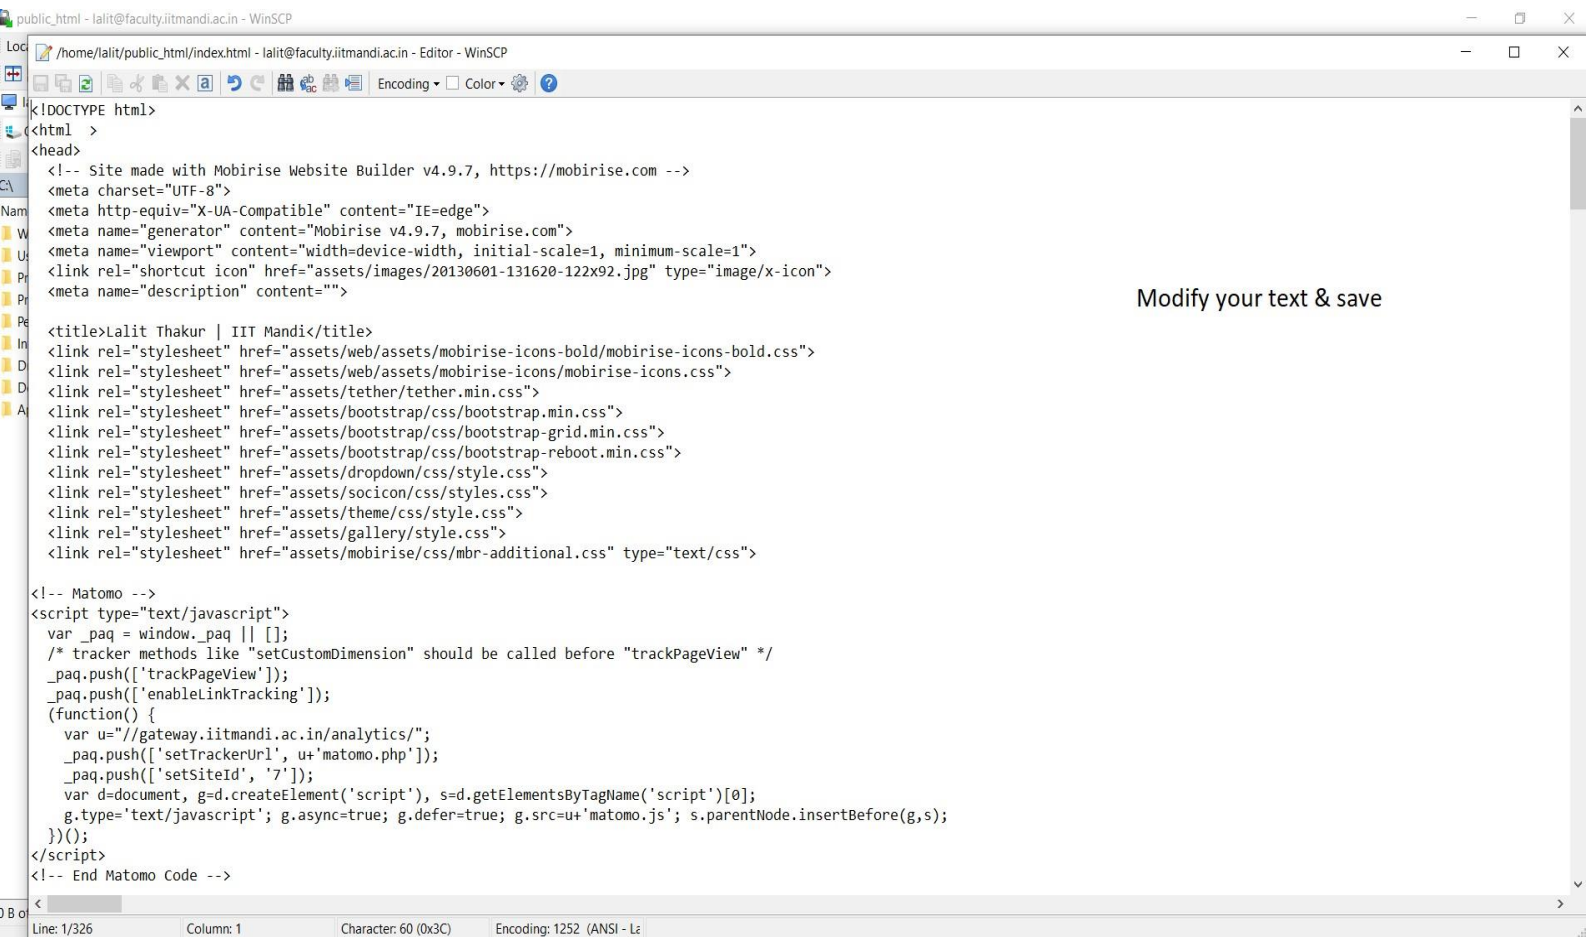 public_html - lalit@faculty.iitmandi.ac.in - WinSCP
/home/lalit/public_html/index.html - lalit@faculty.iitmandi.ac.in - Editor - WinSCP
Encoding Color
<!DOCTYPE html>
<html  >
<head>
  <!-- Site made with Mobirise Website Builder v4.9.7, https://mobirise.com -->
  <meta charset="UTF-8">
  <meta http-equiv="X-UA-Compatible" content="IE=edge">
  <meta name="generator" content="Mobirise v4.9.7, mobirise.com">
  <meta name="viewport" content="width=device-width, initial-scale=1, minimum-scale=1">
  <link rel="shortcut icon" href="assets/images/20130601-131620-122x92.jpg" type="image/x-icon">
  <meta name="description" content="">
Modify your text & save
  <title>Lalit Thakur | IIT Mandi</title>
  <link rel="stylesheet" href="assets/web/assets/mobirise-icons-bold/mobirise-icons-bold.css">
  <link rel="stylesheet" href="assets/web/assets/mobirise-icons/mobirise-icons.css">
  <link rel="stylesheet" href="assets/tether/tether.min.css">
  <link rel="stylesheet" href="assets/bootstrap/css/bootstrap.min.css">
  <link rel="stylesheet" href="assets/bootstrap/css/bootstrap-grid.min.css">
  <link rel="stylesheet" href="assets/bootstrap/css/bootstrap-reboot.min.css">
  <link rel="stylesheet" href="assets/dropdown/css/style.css">
  <link rel="stylesheet" href="assets/socicon/css/styles.css">
  <link rel="stylesheet" href="assets/theme/css/style.css">
  <link rel="stylesheet" href="assets/gallery/style.css">
  <link rel="stylesheet" href="assets/mobirise/css/mbr-additional.css" type="text/css">
<!-- Matomo -->
<script type="text/javascript">
  var _paq = window._paq || [];
  /* tracker methods like "setCustomDimension" should be called before "trackPageView" */
  _paq.push(['trackPageView']);
  _paq.push(['enableLinkTracking']);
  (function() {
    var u="//gateway.iitmandi.ac.in/analytics/";
    _paq.push(['setTrackerUrl', u+'matomo.php']);
    _paq.push(['setSiteId', '7']);
    var d=document, g=d.createElement('script'), s=d.getElementsByTagName('script')[0];
    g.type='text/javascript'; g.async=true; g.defer=true; g.src=u+'matomo.js'; s.parentNode.insertBefore(g,s);
  })();
</script>
<!-- End Matomo Code -->
Line: 1/326 Column: 1 Character: 60 (0x3C) Encoding: 1252 (ANSI - La